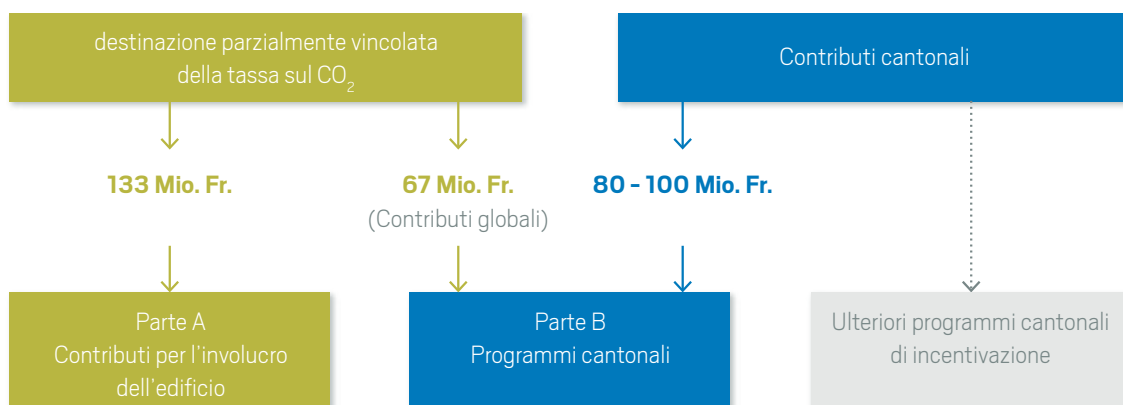 destinazione parzialmente vincolata
della tassa sul CO₂
Contributi cantonali
133 Mio. Fr.
67 Mio. Fr.
(Contributi globali)
80 - 100 Mio. Fr.
Parte A
Contributi per l'involucro
dell'edificio
Parte B
Programmi cantonali
Ulteriori programmi cantonali
di incentivazione